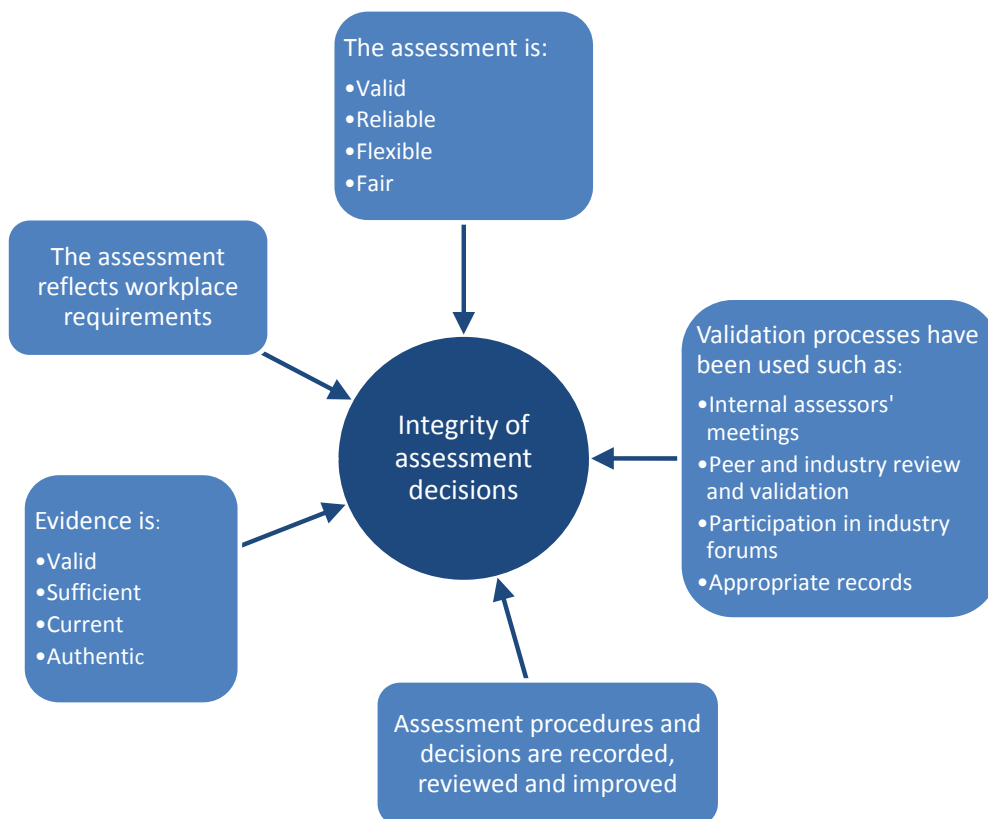 The assessment is:
•Valid
•Reliable
•Flexible
•Fair
The assessment
reflects workplace
requirements
Validation processes have
been used such as:
•Internal assessors'
meetings
•Peer and industry review
and validation
•Participation in industry
forums
•Appropriate records
Integrity of
assessment
decisions
Evidence is:
•Valid
•Sufficient
•Current
•Authentic
Assessment procedures and
decisions are recorded,
reviewed and improved